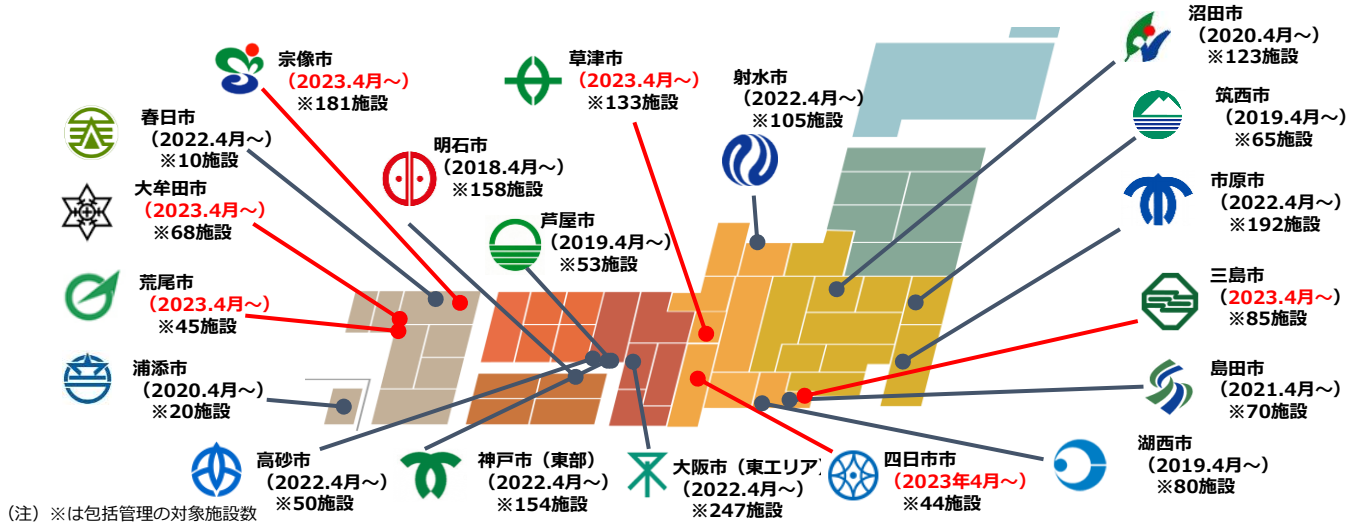 宗像市
（2023.4月～）
※181施設
草津市
（2023.4月～）
※133施設
射水市
（2022.4月～）
※105施設
沼田市
（2020.4月～）
※123施設
春日市
（2022.4月～）
※10施設
明石市
（2018.4月～）
※158施設
筑西市
（2019.4月～）
※65施設
大牟田市
（2023.4月～）
※68施設
芦屋市
（2019.4月～）
※53施設
市原市
（2022.4月～）
※192施設
荒尾市
（2023.4月～）
※45施設
三島市
（2023.4月～）
※85施設
浦添市
（2020.4月～）
※20施設
島田市
（2021.4月～）
※70施設
高砂市
（2022.4月～）
※50施設
神戸市（東部）
（2022.4月～）
※154施設
大阪市（東エリア）
（2022.4月～）
※247施設
四日市市
（2023年4月～）
※44施設
湖西市
（2019.4月～）
※80施設
（注）※は包括管理の対象施設数